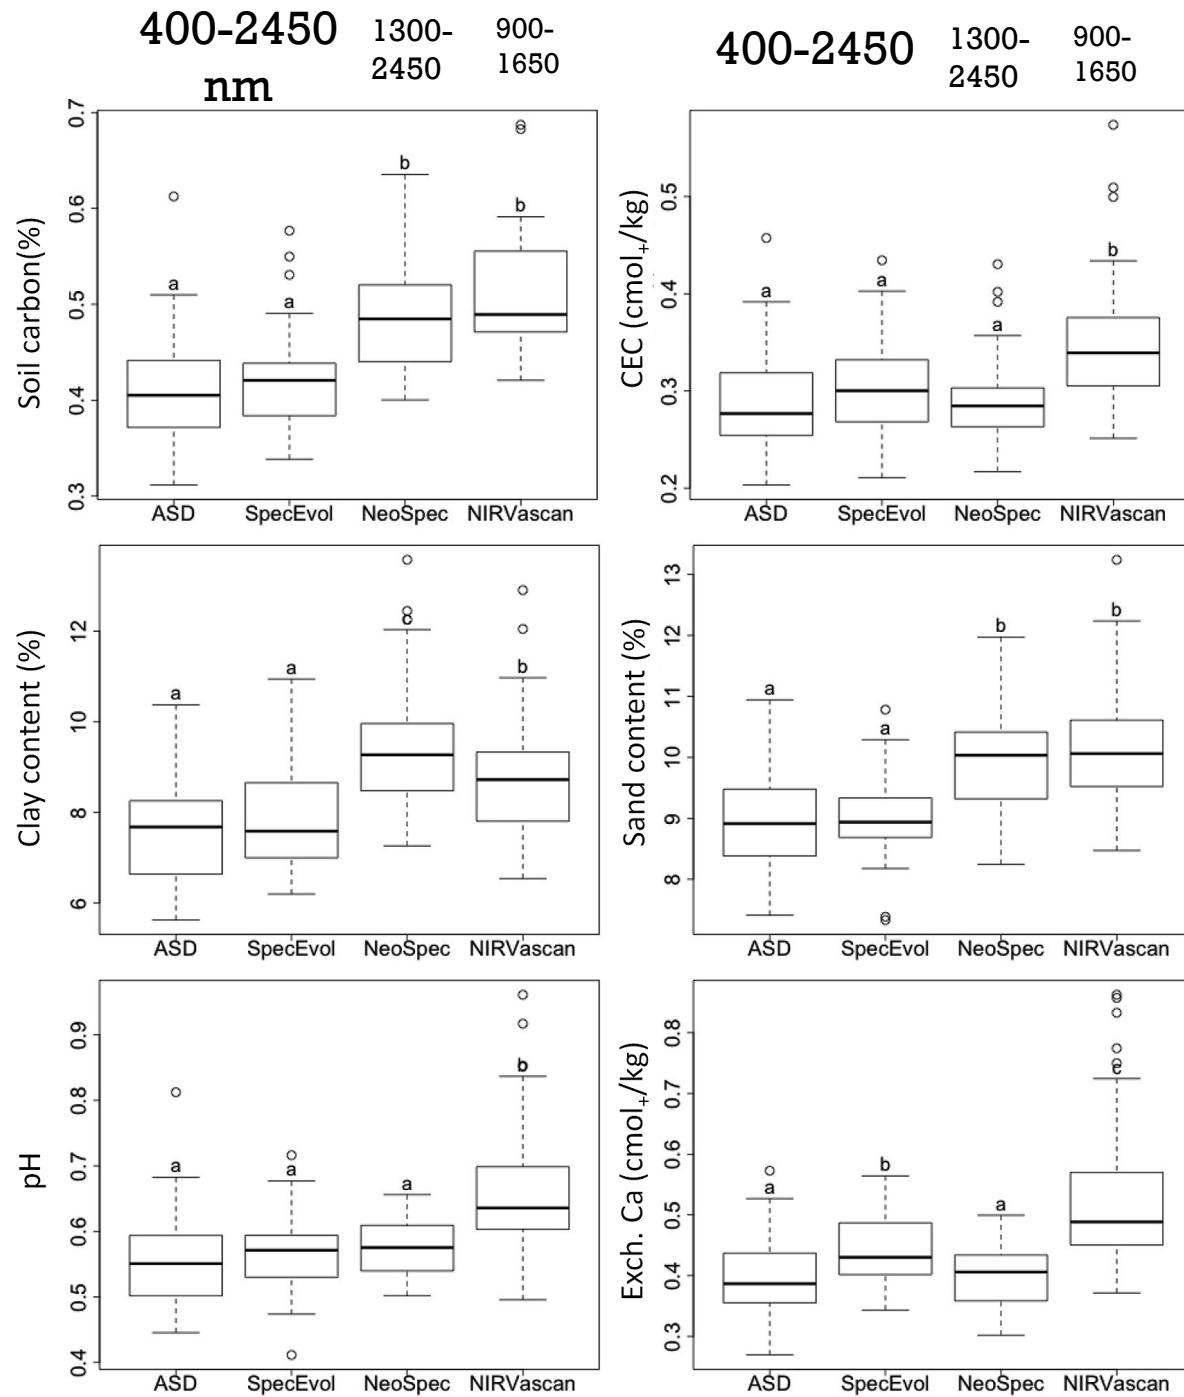 400-2450
nm
1300-
2450
900-
1650
400-2450
1300-
2450
900-
1650
Soil carbon(%)
0.7
0.6
0.5
0.4
0.3
a
a
b
b
ASD SpecEvol NeoSpec NIRVascan
CEC (cmol+/kg)
0.5
0.4
0.3
0.2
a
a
a
b
ASD SpecEvol NeoSpec NIRVascan
Clay content (%)
12
10
8
6
a
a
c
b
ASD SpecEvol NeoSpec NIRVascan
Sand content (%)
13
12
11
10
9
8
a
a
b
b
ASD SpecEvol NeoSpec NIRVascan
pH
0.9
0.8
0.7
0.6
0.5
0.4
a
a
a
b
ASD SpecEvol NeoSpec NIRVascan
Exch. Ca (cmol+/kg)
0.8
0.7
0.6
0.5
0.4
0.3
a
b
a
c
ASD SpecEvol NeoSpec NIRVascan